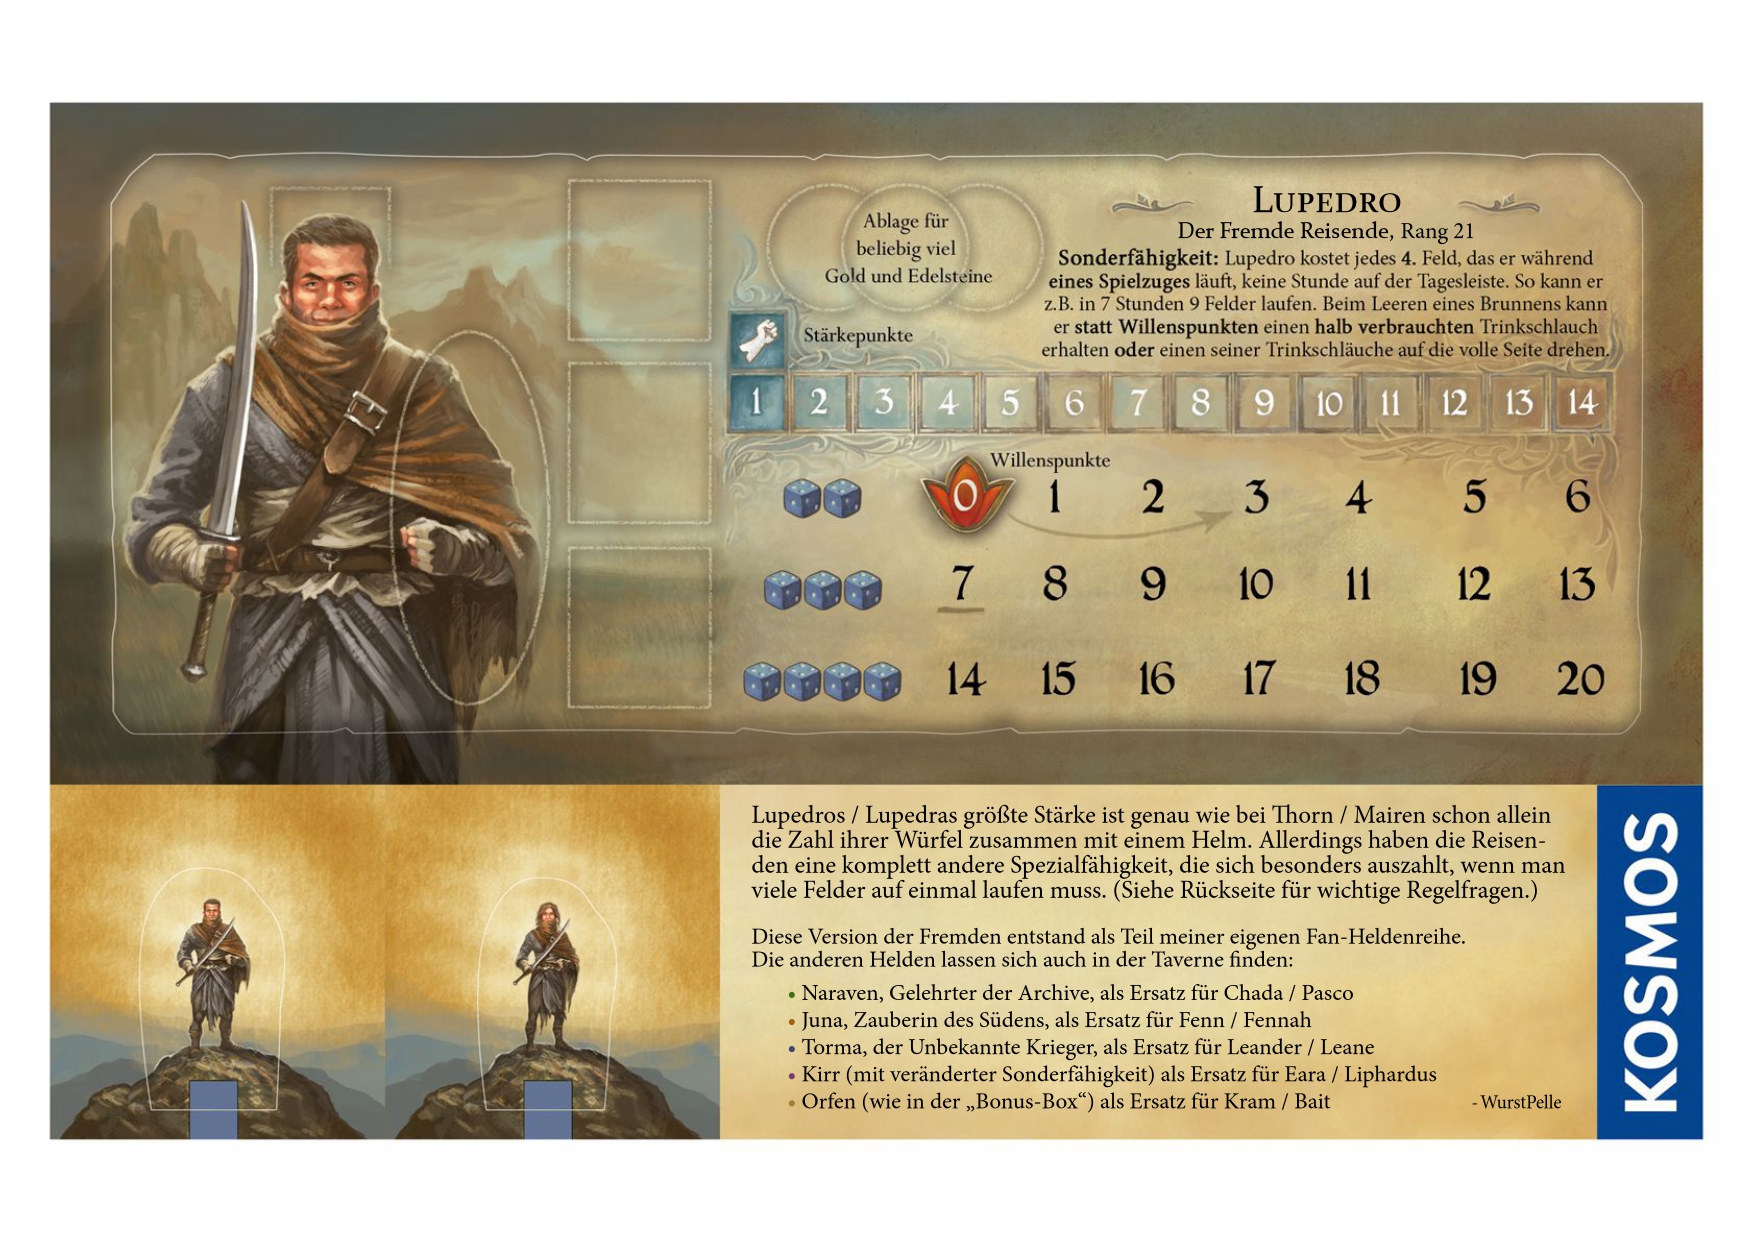 Ablage für
beliebig viel
Gold und Edelsteine
Lupedro
Der Fremde Reisende, Rang 21
Sonderfähigkeit: Lupedro kostet jedes 4. Feld, das er während
eines Spielzuges läuft, keine Stunde auf der Tagesleiste. So kann er
z.B. in 7 Stunden 9 Felder laufen. Beim Leeren eines Brunnens kann
er statt Willenspunkten einen halb verbrauchten Trinkschlauch
erhalten oder einen seiner Trinkschläuche auf die volle Seite drehen.
Stärkepunkte
1 2 3 4 5 6 7 8 9 10 11 12 13 14
Willenspunkte
0 1 2 3 4 5 6
7 8 9 10 11 12 13
14 15 16 17 18 19 20
Lupedros / Lupedras größte Stärke ist genau wie bei Thorn / Mairen schon allein
die Zahl ihrer Würfel zusammen mit einem Helm. Allerdings haben die Reisen-
den eine komplett andere Spezialfähigkeit, die sich besonders auszahlt, wenn man
viele Felder auf einmal laufen muss. (Siehe Rückseite für wichtige Regelfragen.)
Diese Version der Fremden entstand als Teil meiner eigenen Fan-Heldenreihe.
Die anderen Helden lassen sich auch in der Taverne finden:
• Naraven, Gelehrter der Archive, als Ersatz für Chada / Pasco
• Juna, Zauberin des Südens, als Ersatz für Fenn / Fennah
• Torma, der Unbekannte Krieger, als Ersatz für Leander / Leane
• Kirr (mit veränderter Sonderfähigkeit) als Ersatz für Eara / Liphardus
• Orfen (wie in der „Bonus-Box“) als Ersatz für Kram / Bait
- WurstPelle
KOSMOS